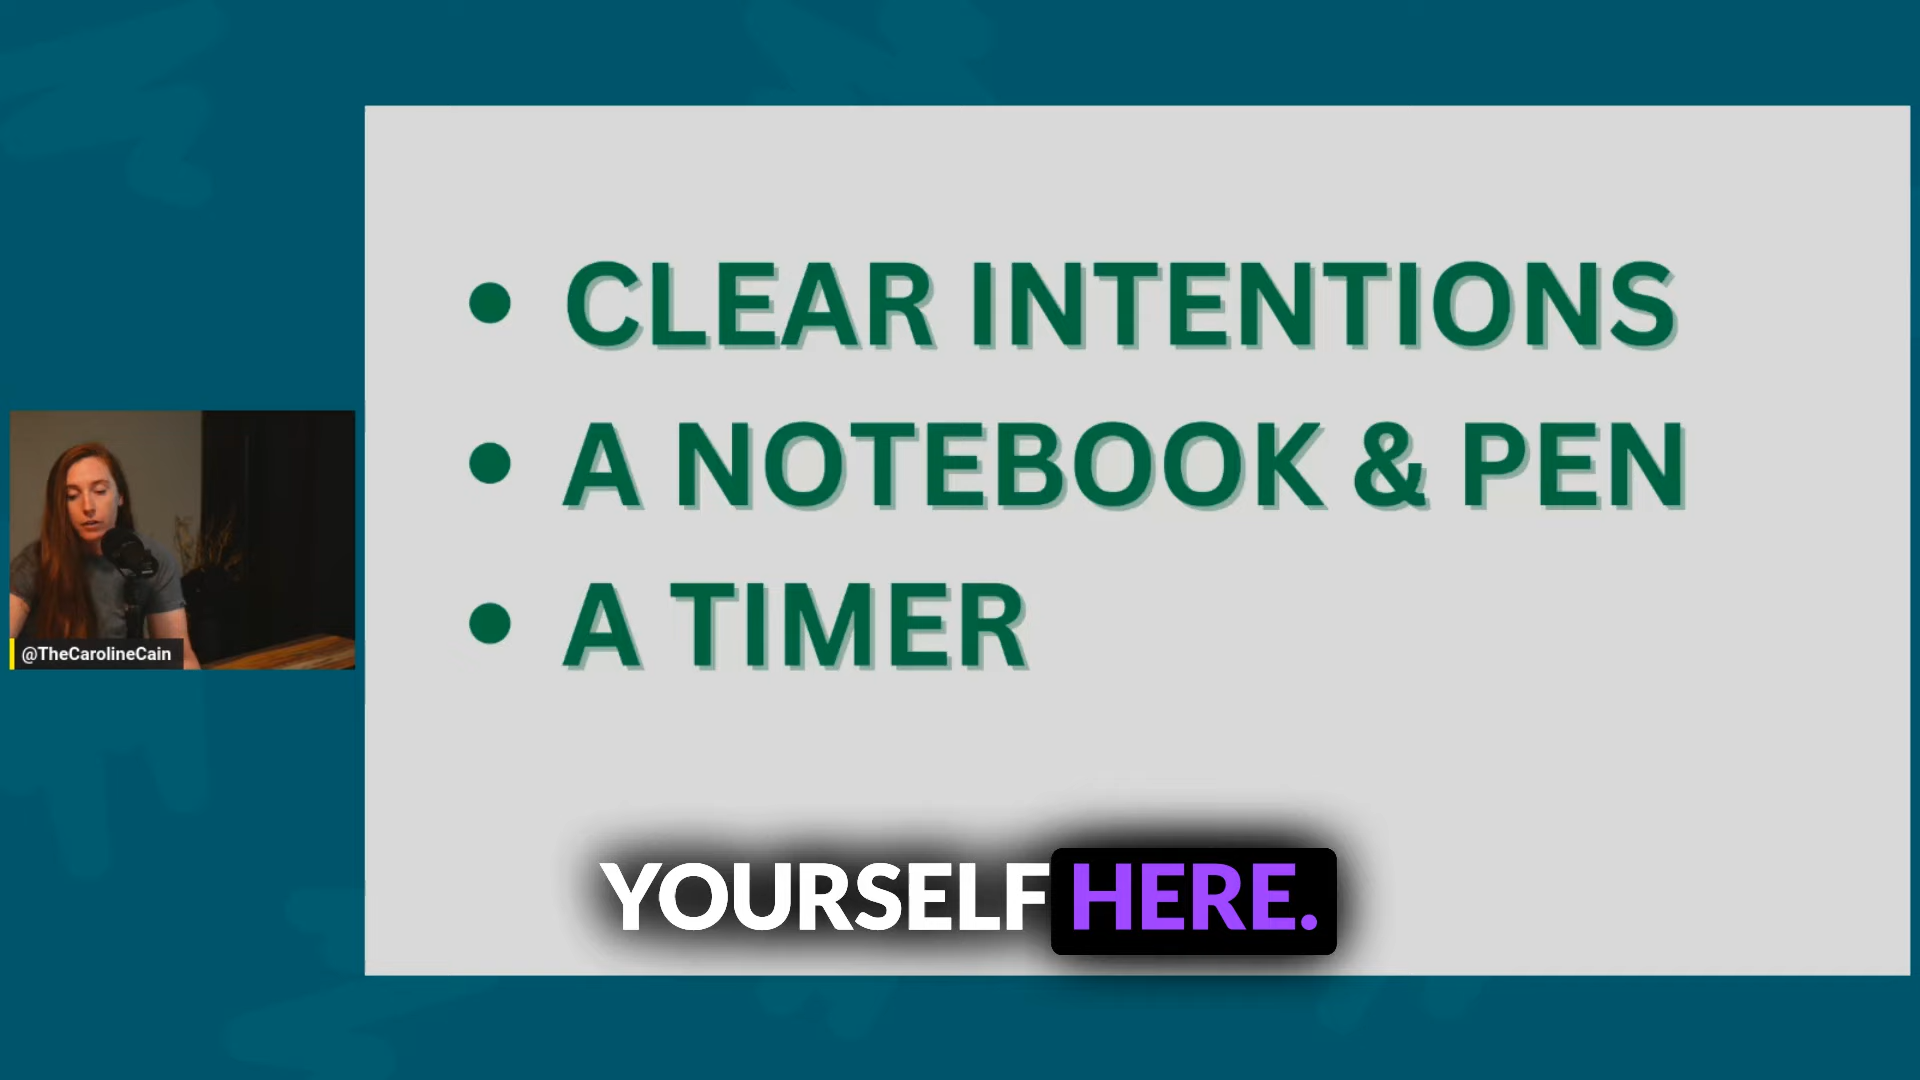 • CLEAR INTENTIONS
• A NOTEBOOK & PEN
• A TIMER
@TheCarolineCain
YOURSELF HERE.